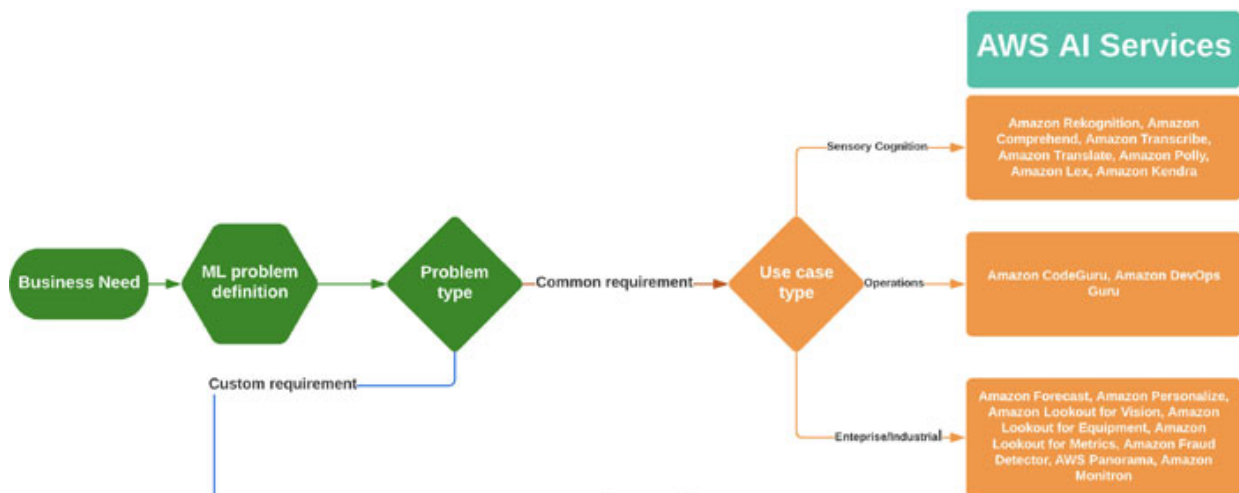 AWS AI Services
Amazon Rekognition, Amazon
Comprehend, Amazon Transcribe,
Amazon Translate, Amazon Polly,
Amazon Lex, Amazon Kendra
Sensory Cognition
Business Need
ML problem
definition
Problem
type
Common requirement
Use case
type
Operations
Amazon CodeGuru, Amazon DevOps
Guru
Custom requirement
Enteprise/Industrial
Amazon Forecast, Amazon Personalize,
Amazon Lookout for Vision, Amazon
Lookout for Equipment, Amazon
Lookout for Metrics, Amazon Fraud
Detector, AWS Panorama, Amazon
Monitron